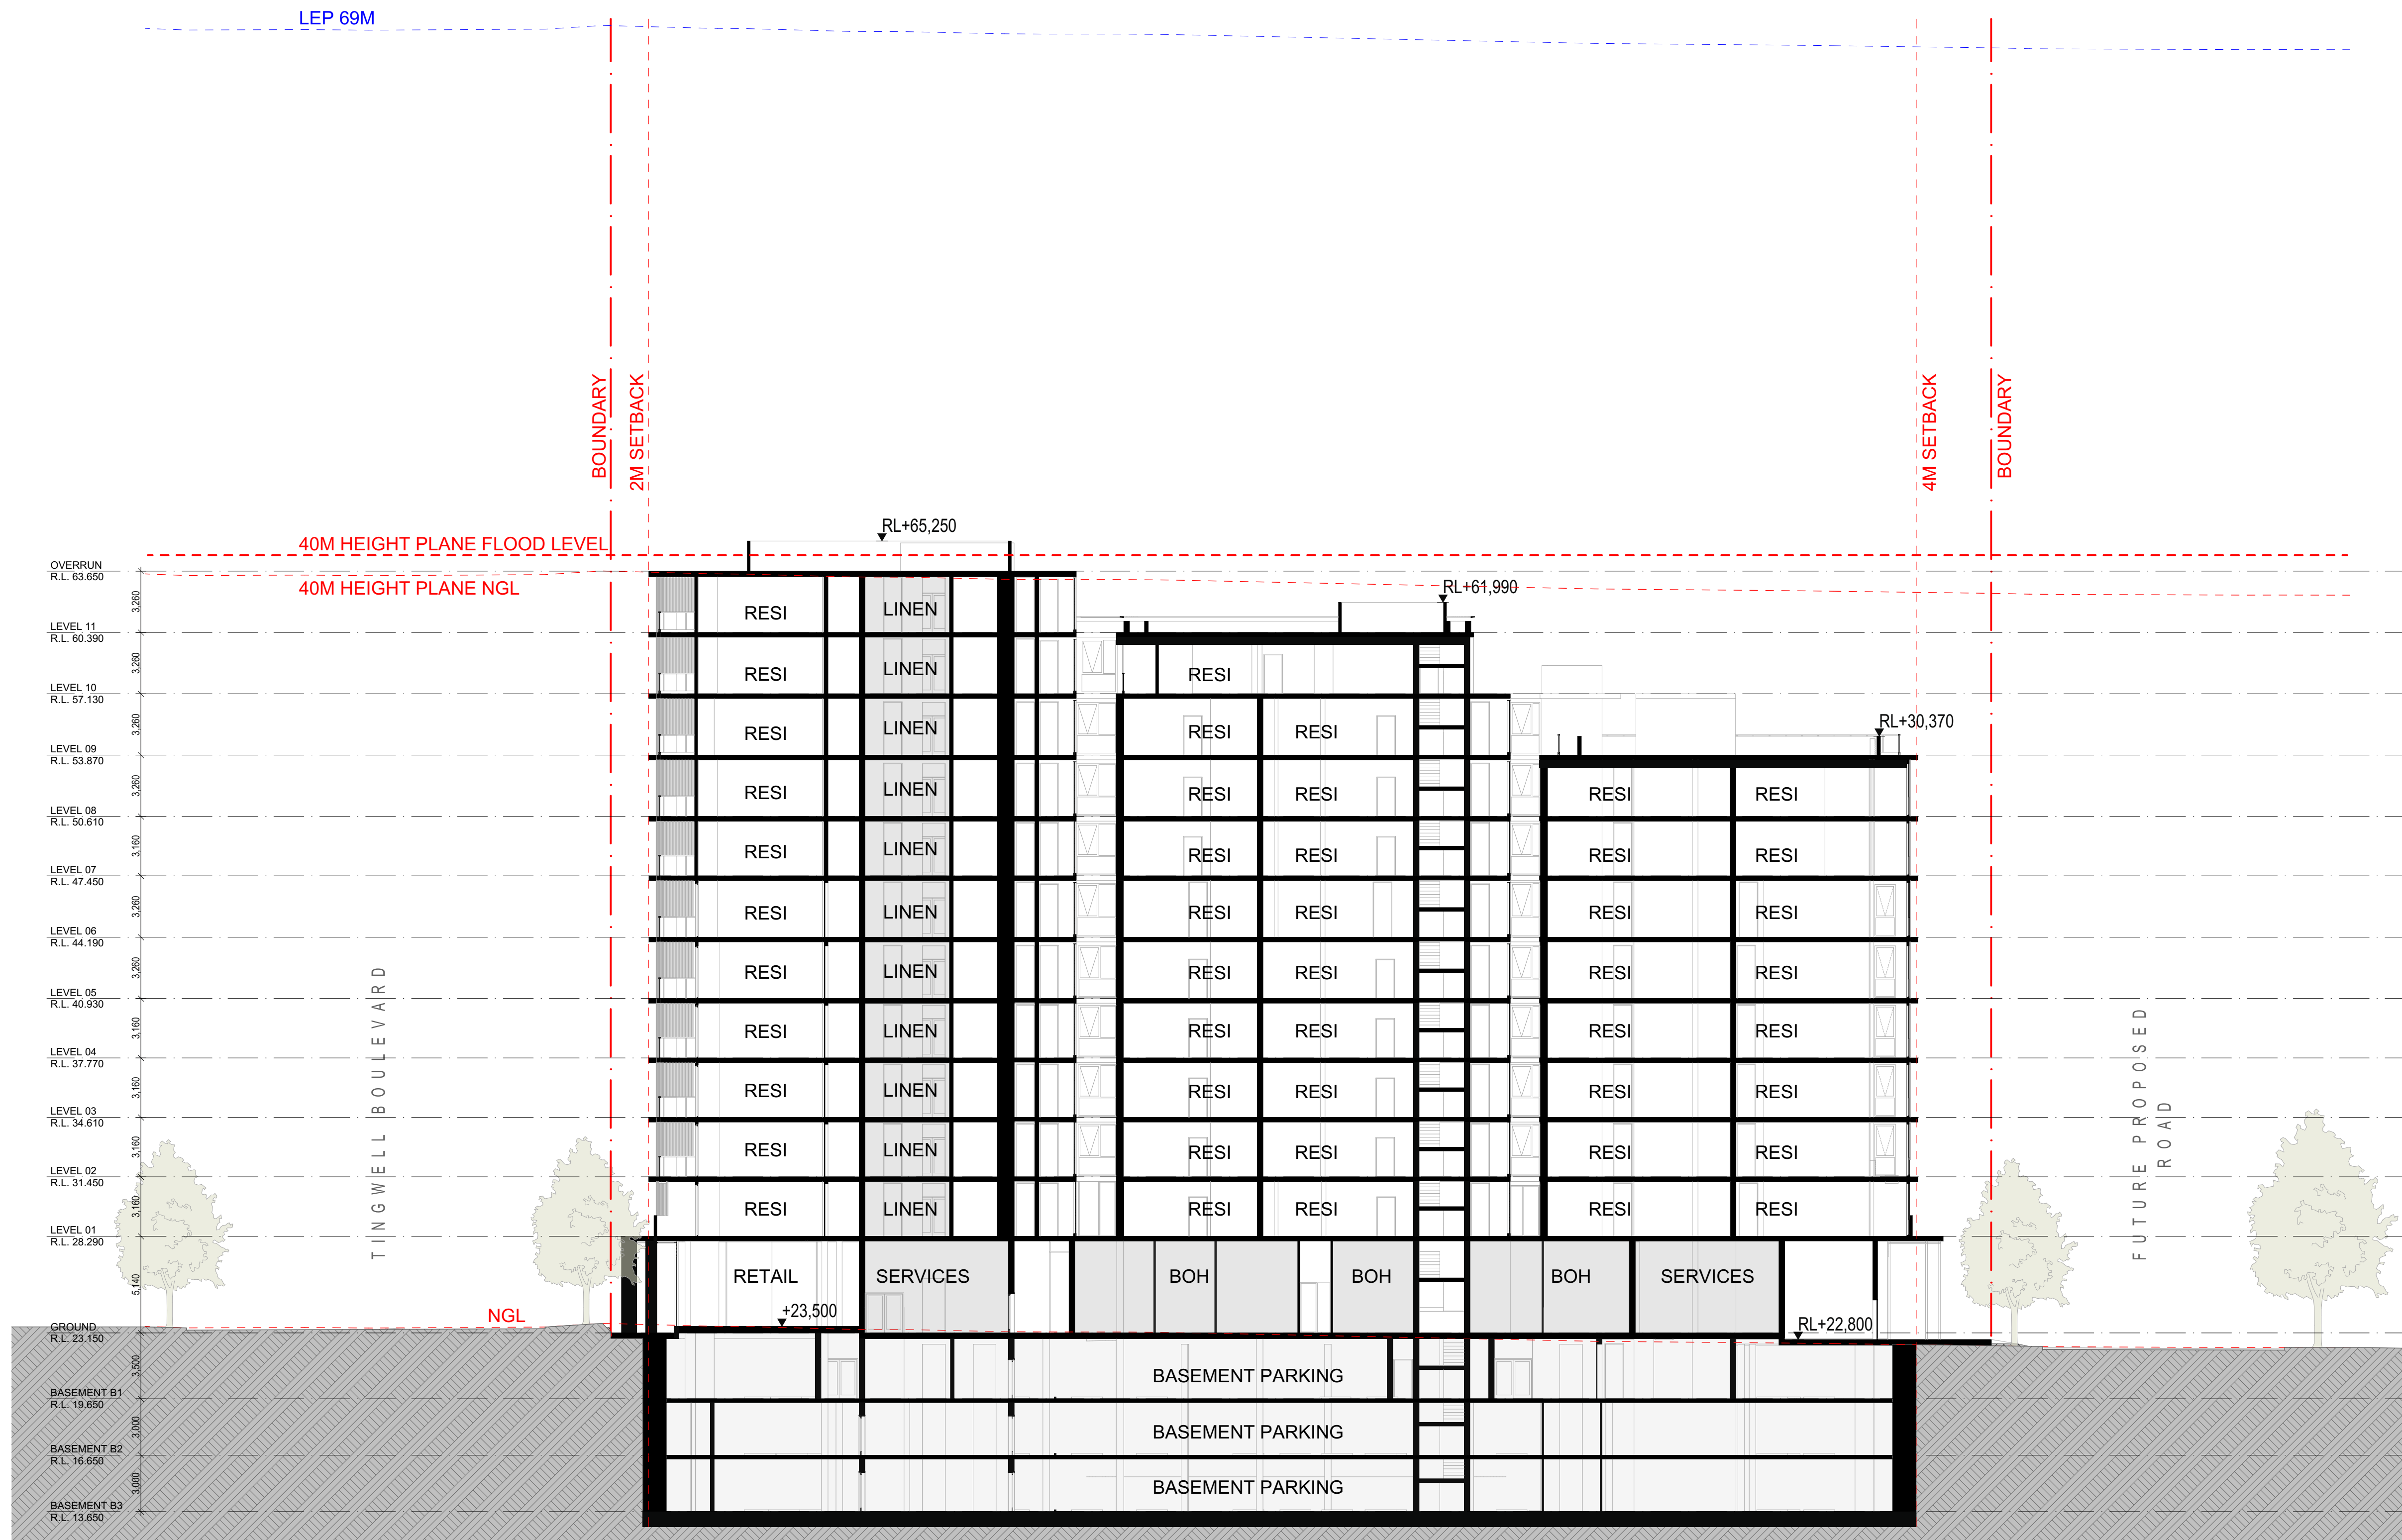 LEP 69M
BOUNDARY
2M SETBACK
4M SETBACK
BOUNDARY
RL+65,250
40M HEIGHT PLANE FLOOD LEVEL
OVERRUN
R.L. 63.650
40M HEIGHT PLANE NGL
RL+61,990
3,260
RESI LINEN
LEVEL 11
R.L. 60.390
3,260
RESI LINEN RESI
LEVEL 10
R.L. 57.130
RL+30,370
3,260
RESI LINEN RESI RESI
LEVEL 09
R.L. 53.870
3,260
RESI LINEN RESI RESI RESI RESI
LEVEL 08
R.L. 50.610
3,160
RESI LINEN RESI RESI RESI RESI
LEVEL 07
R.L. 47.450
3,260
RESI LINEN RESI RESI RESI RESI
LEVEL 06
R.L. 44.190
3,260
RESI LINEN RESI RESI RESI RESI
LEVEL 05
R.L. 40.930
3,160
RESI LINEN RESI RESI RESI RESI
LEVEL 04
R.L. 37.770
3,160
RESI LINEN RESI RESI RESI RESI
LEVEL 03
R.L. 34.610
3,160
RESI LINEN RESI RESI RESI RESI
LEVEL 02
R.L. 31.450
3,160
RESI LINEN RESI RESI RESI RESI
LEVEL 01
R.L. 28.290
TINGWELL BOULEVARD
FUTURE PROPOSED
ROAD
5,140
RETAIL SERVICES BOH BOH BOH SERVICES
NGL
+23,500
RL+22,800
GROUND
R.L. 23.150
3,500
BASEMENT PARKING
BASEMENT B1
R.L. 19.650
3,000
BASEMENT PARKING
BASEMENT B2
R.L. 16.650
3,000
BASEMENT PARKING
BASEMENT B3
R.L. 13.650